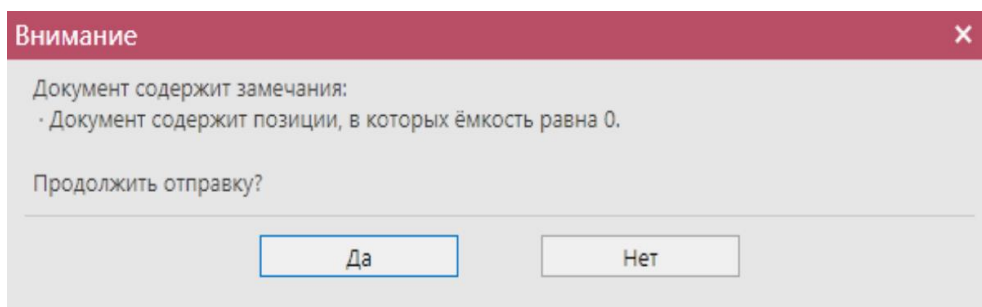 Внимание
Документ содержит замечания:
· Документ содержит позиции, в которых ёмкость равна 0.
Продолжить отправку?
Да Нет